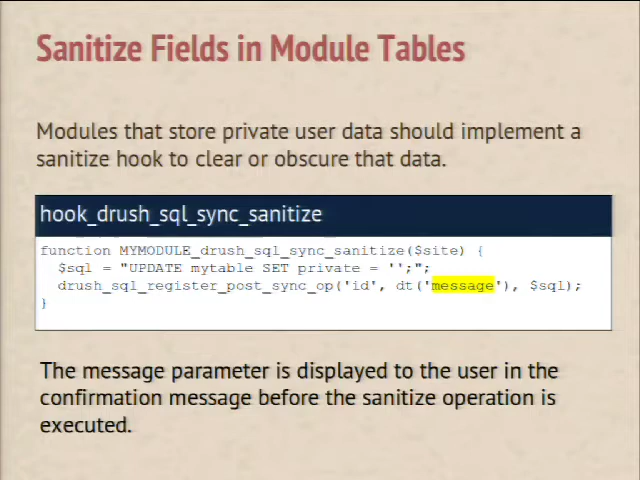 Sanitize Fields in Module Tables
Modules that store private user data should implement a
sanitize hook to clear or obscure that data.
hook_drush_sql_sync_sanitize
function MYMODULE_drush_sql_sync_sanitize($site) {
$sql = "UPDATE mytable SET private = '';";
drush_sql_register_post_sync_op('id', dt('message'), $sql);
}
The message parameter is displayed to the user in the
confirmation message before the sanitize operation is
executed.